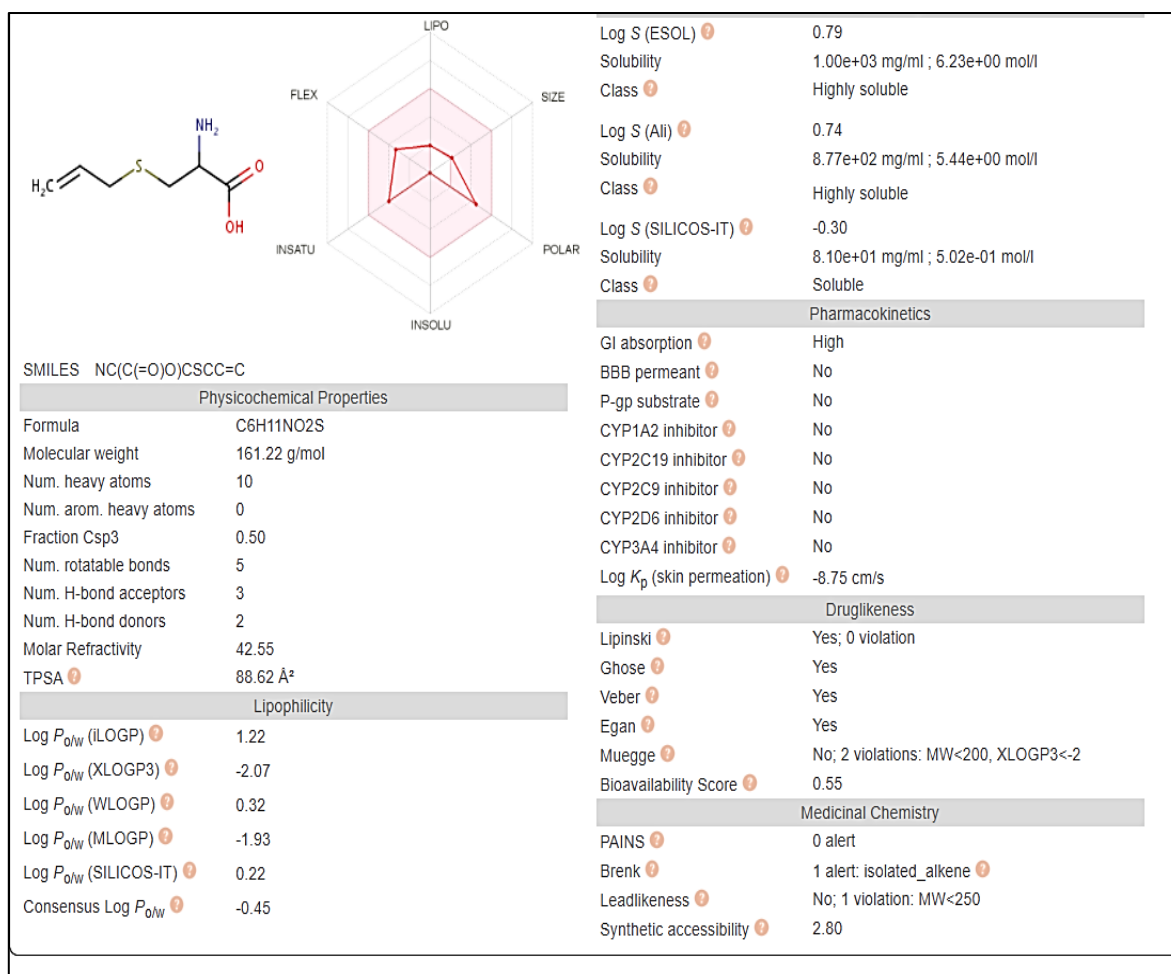 LIPO
FLEX
SIZE
NH₂
H₂C
S
O
OH
INSATU
POLAR
INSOLU
SMILES NC(C(=O)O)CSCC=C
Physicochemical Properties
Formula C6H11NO2S
Molecular weight 161.22 g/mol
Num. heavy atoms 10
Num. arom. heavy atoms 0
Fraction Csp3 0.50
Num. rotatable bonds 5
Num. H-bond acceptors 3
Num. H-bond donors 2
Molar Refractivity 42.55
TPSA ? 88.62 Å²
Lipophilicity
Log Po/w (iLOGP) ? 1.22
Log Po/w (XLOGP3) ? -2.07
Log Po/w (WLOGP) ? 0.32
Log Po/w (MLOGP) ? -1.93
Log Po/w (SILICOS-IT) ? 0.22
Consensus Log Po/w ? -0.45
Log S (ESOL) ? 0.79
Solubility 1.00e+03 mg/ml ; 6.23e+00 mol/l
Class ? Highly soluble
Log S (Ali) ? 0.74
Solubility 8.77e+02 mg/ml ; 5.44e+00 mol/l
Class ? Highly soluble
Log S (SILICOS-IT) ? -0.30
Solubility 8.10e+01 mg/ml ; 5.02e-01 mol/l
Class ? Soluble
Pharmacokinetics
GI absorption ? High
BBB permeant ? No
P-gp substrate ? No
CYP1A2 inhibitor ? No
CYP2C19 inhibitor ? No
CYP2C9 inhibitor ? No
CYP2D6 inhibitor ? No
CYP3A4 inhibitor ? No
Log Kp (skin permeation) ? -8.75 cm/s
Druglikeness
Lipinski ? Yes; 0 violation
Ghose ? Yes
Veber ? Yes
Egan ? Yes
Muegge ? No; 2 violations: MW<200, XLOGP3<-2
Bioavailability Score ? 0.55
Medicinal Chemistry
PAINS ? 0 alert
Brenk ? 1 alert: isolated_alkene ?
Leadlikeness ? No; 1 violation: MW<250
Synthetic accessibility ? 2.80